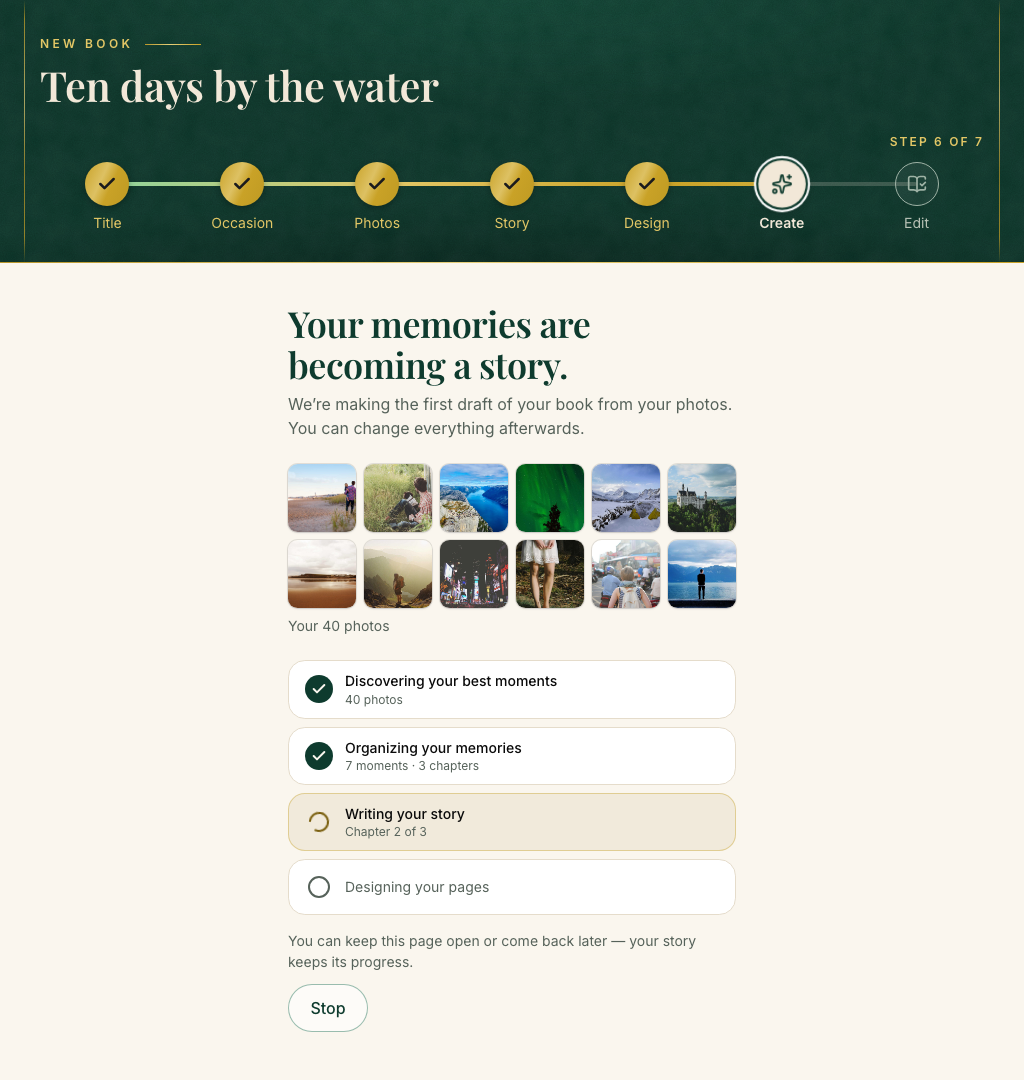 NEW BOOK
Ten days by the water
STEP 6 OF 7
Title
Occasion
Photos
Story
Design
Create
Edit
Your memories are
becoming a story.
We’re making the first draft of your book from your photos.
You can change everything afterwards.
Your 40 photos
Discovering your best moments
40 photos
Organizing your memories
7 moments · 3 chapters
Writing your story
Chapter 2 of 3
Designing your pages
You can keep this page open or come back later — your story
keeps its progress.
Stop